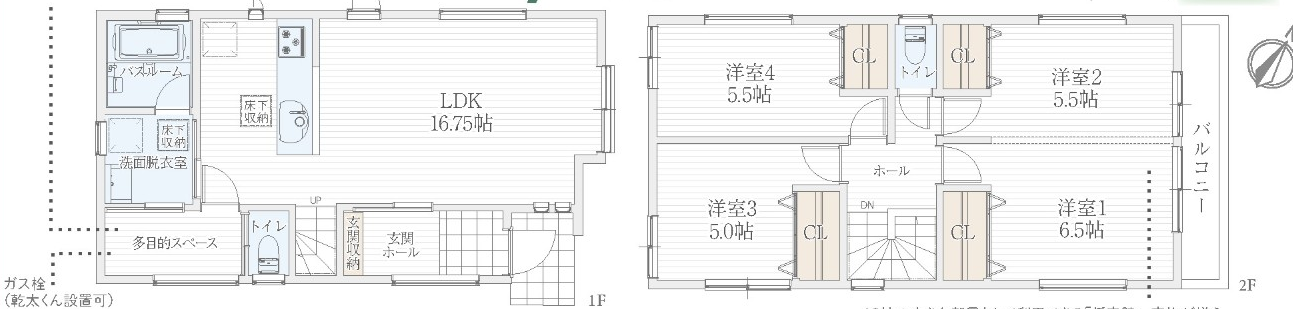 バスルーム
床下
収納
洗面脱衣室
床下
収納
LDK
16.75帖
UP
トイレ
多目的スペース
玄関収納
玄関
ホール
ガス栓
(乾太くん設置可)
1F
洋室4
5.5帖
CL
トイレ
CL
洋室2
5.5帖
バルコニー
ホール
洋室3
5.0帖
CL
DN
CL
洋室1
6.5帖
2F